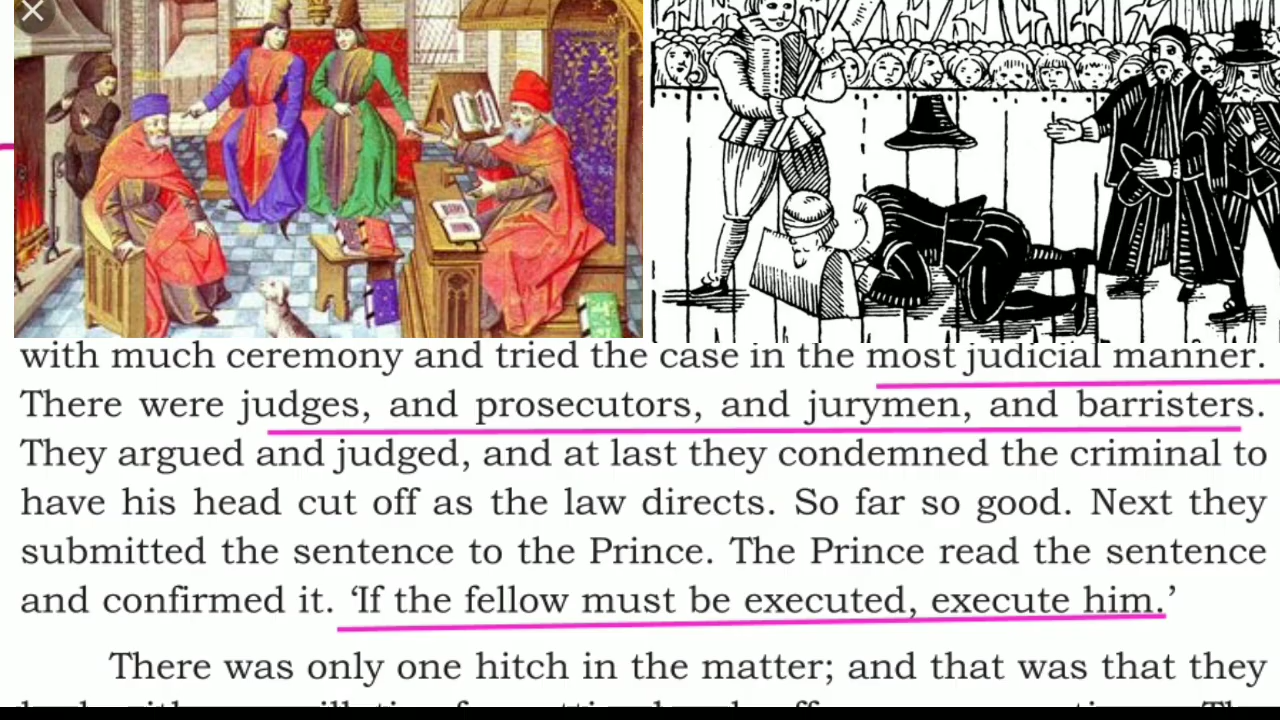 with much ceremony and tried the case in the most judicial manner.
There were judges, and prosecutors, and jurymen, and barristers.
They argued and judged, and at last they condemned the criminal to
have his head cut off as the law directs. So far so good. Next they
submitted the sentence to the Prince. The Prince read the sentence
and confirmed it. ‘If the fellow must be executed, execute him.’
There was only one hitch in the matter; and that was that they